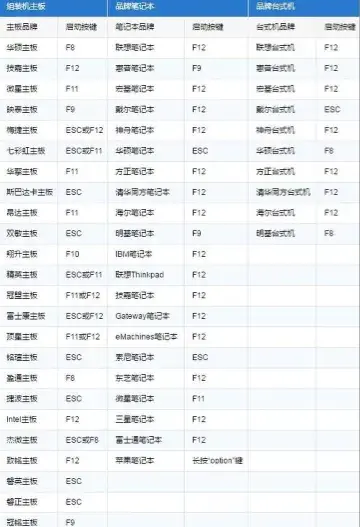 组装机主板 品牌笔记本 品牌台式机
主板品牌 启动按键 笔记本品牌 启动按键 台式机品牌 启动按键
华硕主板 F8 联想笔记本 F12 联想台式机 F12
技嘉主板 F12 惠普笔记本 F9 惠普台式机 F12
微星主板 F11 宏基笔记本 F12 宏基台式机 F12
映泰主板 F9 戴尔笔记本 F12 戴尔台式机 ESC
梅捷主板 ESC或F12 神舟笔记本 F12 神舟台式机 F12
七彩虹主板 ESC或F11 华硕笔记本 ESC 华硕台式机 F8
华擎主板 F11 方正笔记本 F12 方正台式机 F12
斯巴达卡主板 ESC 清华同方笔记本 F12 清华同方台式机 F12
昂达主板 F11 海尔笔记本 F12 海尔台式机 F12
双敏主板 ESC 明基笔记本 F9 明基台式机 F8
翔升主板 F10 IBM笔记本 F12
精英主板 ESC或F11 联想Thinkpad F12
冠盟主板 F11或F12 技嘉笔记本 F12
富士康主板 ESC或F12 Gateway笔记本 F12
顶星主板 F11或F12 eMachines笔记本 F12
铭瑄主板 ESC 索尼笔记本 ESC
盈通主板 F8 东芝笔记本 F12
捷波主板 ESC 微星笔记本 F11
Intel主板 F12 三星笔记本 F12
杰微主板 ESC或F8 富士通笔记本 F12
致铭主板 F12 苹果笔记本 长按“option”键
磐英主板 ESC
磐正主板 ESC
冠铭主板 F9